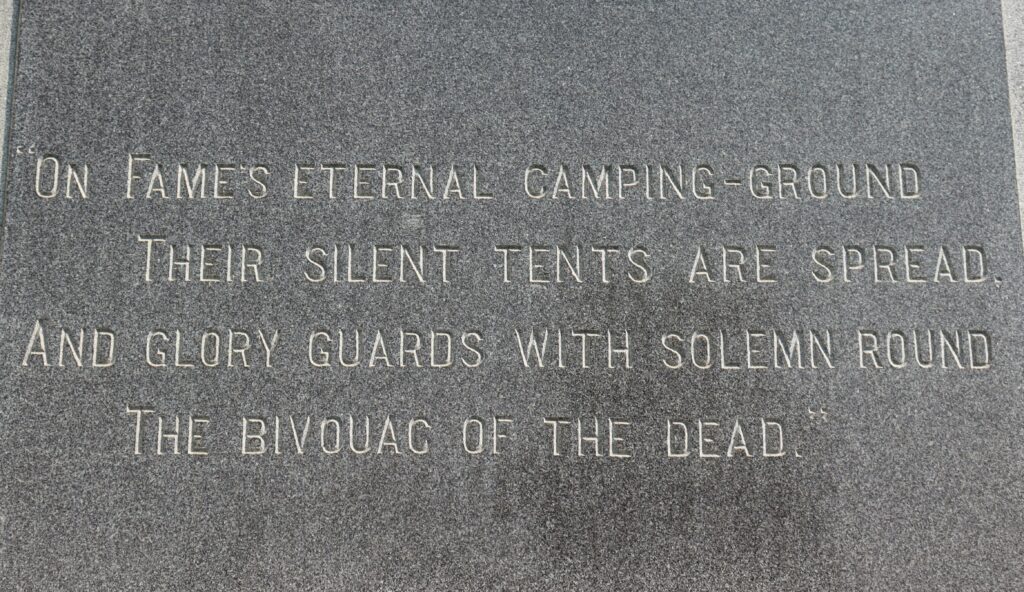 “On Fame's eternal camping-ground
Their silent tents are spread.
And glory guards with solemn round
The bivouac of the dead.”